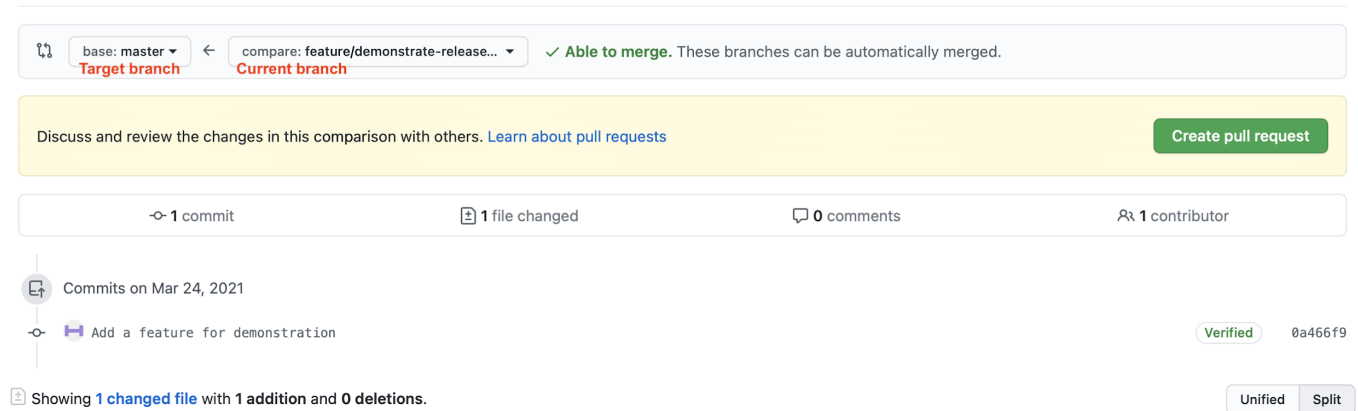 base: master compare: feature/demonstrate-release... Able to merge. These branches can be automatically merged.
Target branch Current branch
Discuss and review the changes in this comparison with others. Learn about pull requests Create pull request
1 commit 1 file changed 0 comments 1 contributor
Commits on Mar 24, 2021
Add a feature for demonstration Verified 0a466f9
Showing 1 changed file with 1 addition and 0 deletions. Unified Split